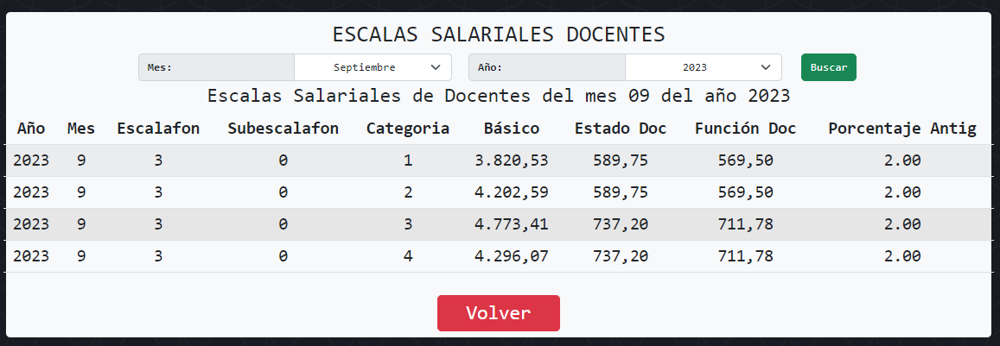 ESCALAS SALARIALES DOCENTES
Mes: Septiembre Año: 2023 Buscar
Escalas Salariales de Docentes del mes 09 del año 2023
Año Mes Escalafon Subescalafon Categoria Básico Estado Doc Función Doc Porcentaje Antig
2023 9 3 0 1 3.820,53 589,75 569,50 2.00
2023 9 3 0 2 4.202,59 589,75 569,50 2.00
2023 9 3 0 3 4.773,41 737,20 711,78 2.00
2023 9 3 0 4 4.296,07 737,20 711,78 2.00
Volver